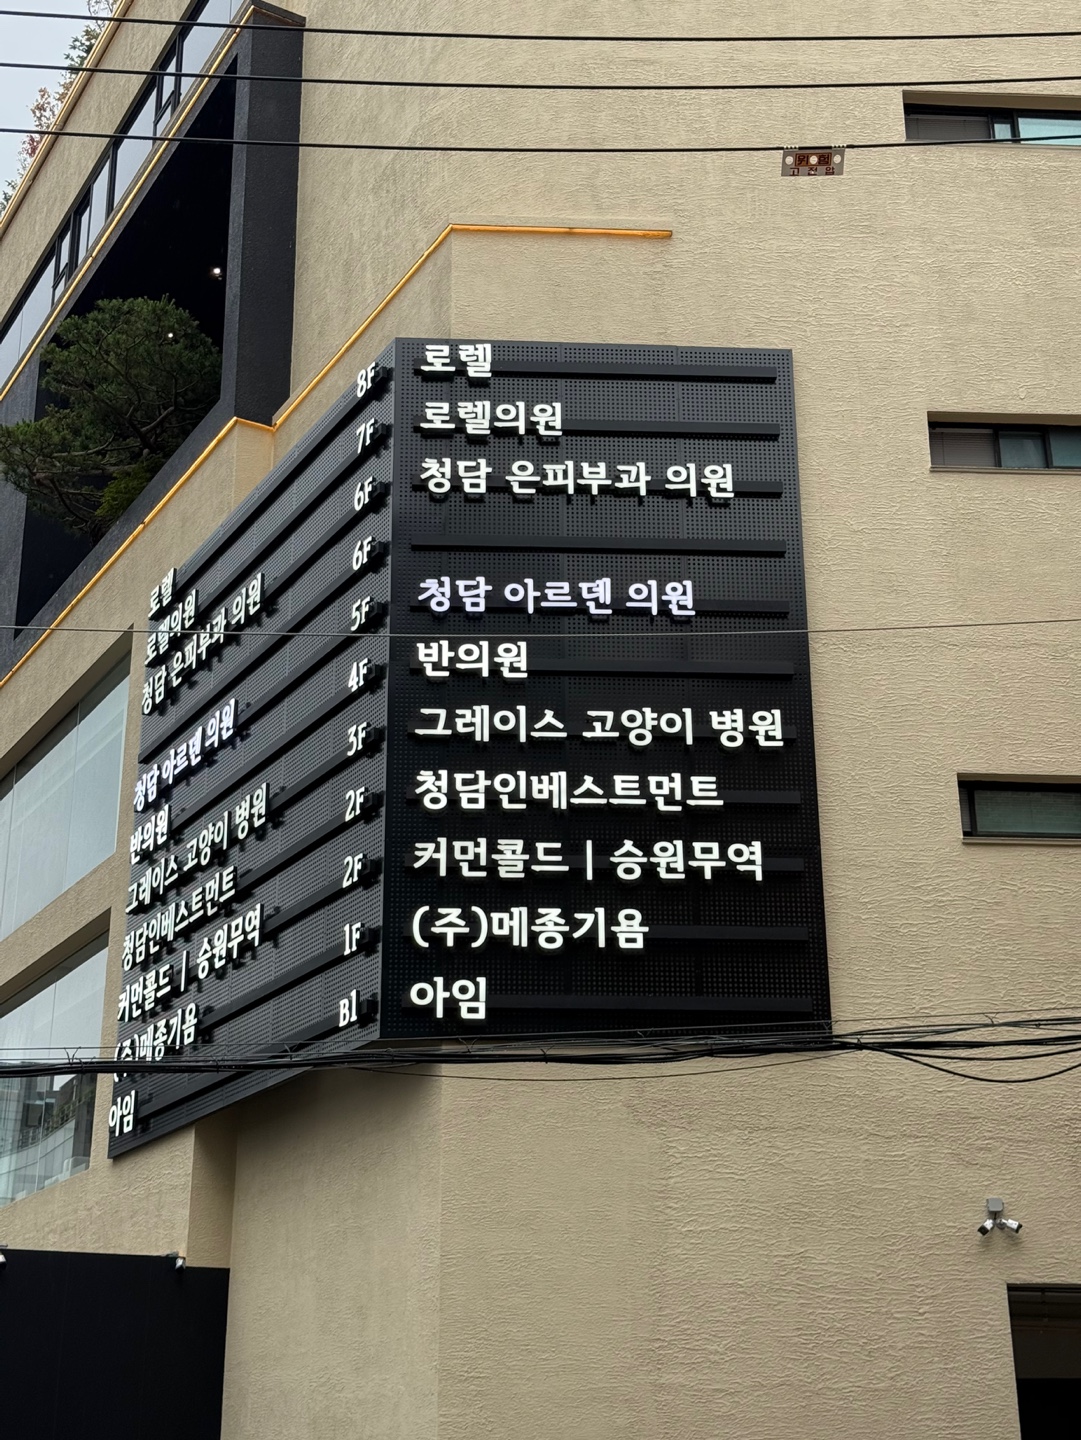 위험
고전압
8F 로렐
7F 로렐의원
6F 청담 은피부과 의원
6F
5F 청담 아르덴 의원
4F 반의원
3F 그레이스 고양이 병원
2F 청담인베스트먼트
2F 커먼콜드 | 승원무역
1F (주)메종기욤
B1 아임
로렐
로렐의원
청담 은피부과 의원
청담 아르덴 의원
반의원
그레이스 고양이 병원
청담인베스트먼트
커먼콜드 | 승원무역
(주)메종기욤
아임